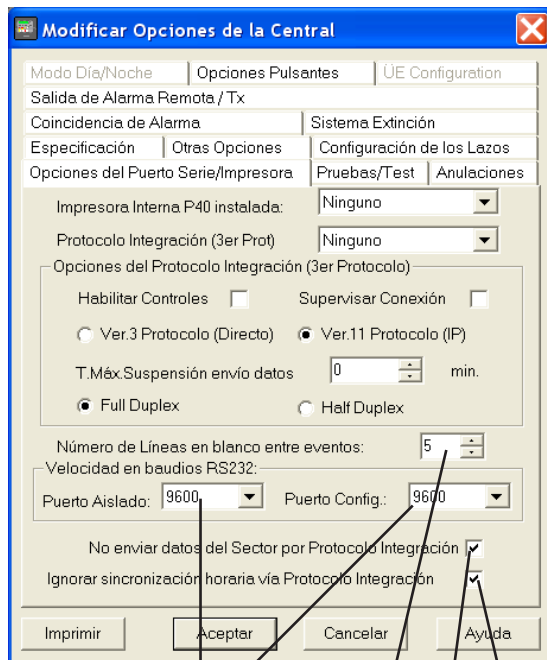 Modificar Opciones de la Central
Modo Día/Noche Opciones Pulsantes ÜE Configuration
Salida de Alarma Remota / Tx
Coincidencia de Alarma Sistema Extinción
Especificación Otras Opciones Configuración de los Lazos
Opciones del Puerto Serie/Impresora Pruebas/Test Anulaciones
Impresora Interna P40 instalada: Ninguno
Protocolo Integración (3er Prot) Ninguno
Opciones del Protocolo Integración (3er Protocolo)
Habilitar Controles Supervisar Conexión
Ver.3 Protocolo (Directo) Ver.11 Protocolo (IP)
T.Máx.Suspensión envío datos 0 min.
Full Duplex Half Duplex
Número de Líneas en blanco entre eventos: 5
Velocidad en baudios RS232:
Puerto Aislado: 9600 Puerto Config.: 9600
No enviar datos del Sector por Protocolo Integración
Ignorar sincronización horaria vía Protocolo Integración
Imprimir Aceptar Cancelar Ayuda